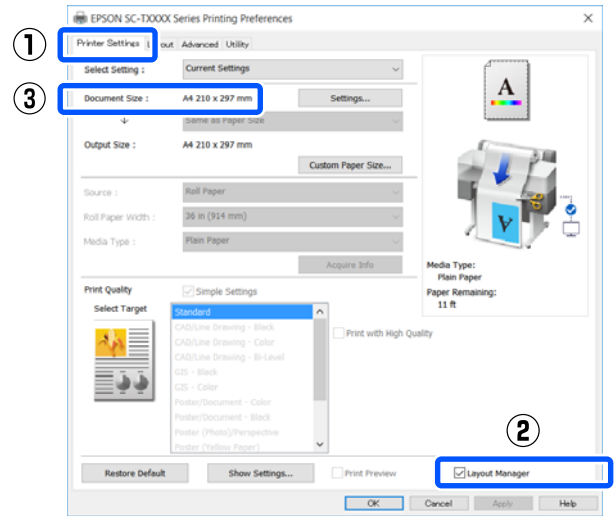 EPSON SC-TXXXX Series Printing Preferences
①
Printer Settings out Advanced Utility
Select Setting : Current Settings
③
Document Size : A4 210 x 297 mm Settings...
Same as Paper Size
Output Size : A4 210 x 297 mm
Custom Paper Size...
Source : Roll Paper
Roll Paper Width : 36 in (914 mm)
Media Type : Plain Paper
Acquire Info
A
A
Media Type:
Plain Paper
Paper Remaining:
11 ft
Print Quality Simple Settings
Select Target
Standard
CAD/Line Drawing - Black
CAD/Line Drawing - Color
CAD/Line Drawing - Bi-Level
GIS - Black
GIS - Color
Poster/Document - Color
Poster/Document - Black
Poster (Photo)/Perspective
Poster (Yellow Paper)
Print with High Quality
②
Restore Default Show Settings... Print Preview Layout Manager
OK Cancel Apply Help